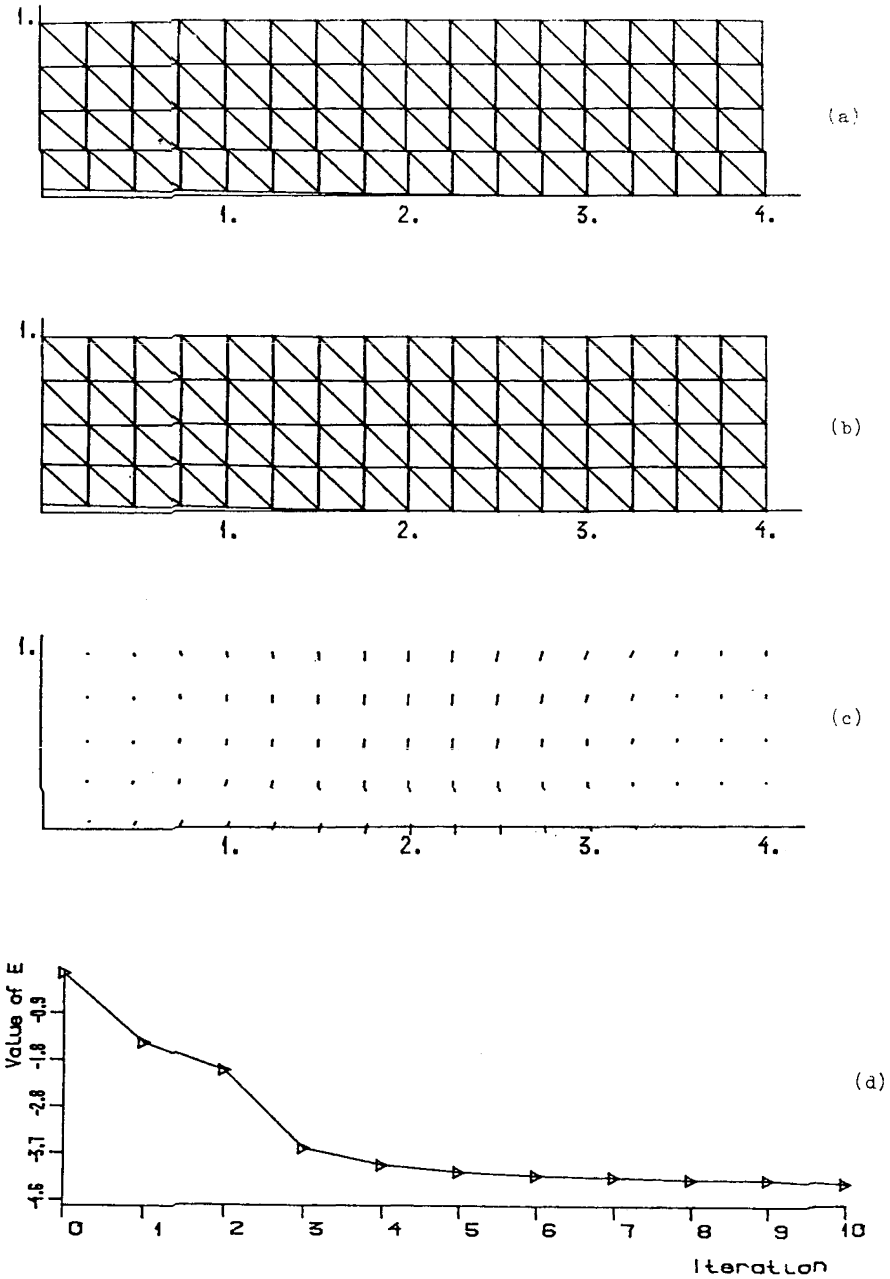 1.
(a)
1. 2. 3. 4.
1.
(b)
1. 2. 3. 4.
1.
(c)
1. 2. 3. 4.
Value of E
-0.9
-1.8
-2.8
-3.7
-4.6
(d)
0 1 2 3 4 5 6 7 8 9 10
Iteration